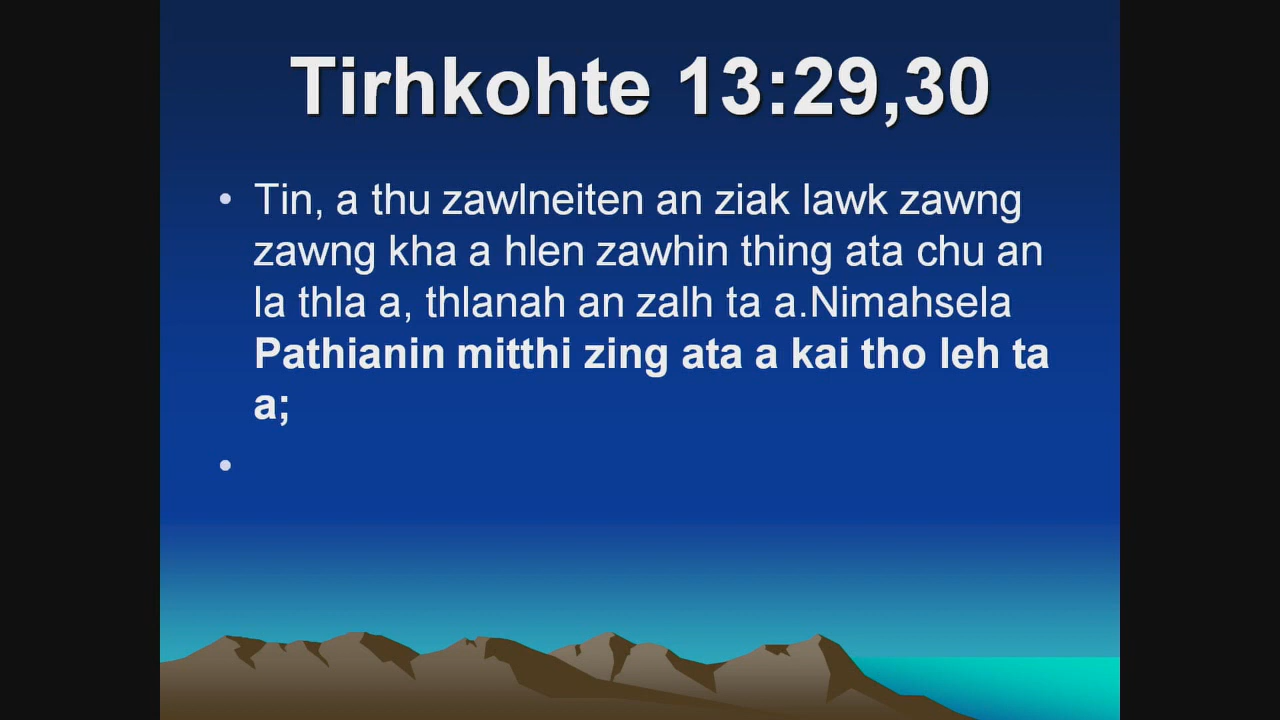 Tirhkohte 13:29,30
• Tin, a thu zawlneiten an ziak lawk zawng
zawng kha a hlen zawhin thing ata chu an
la thla a, thlanah an zalh ta a.Nimahsela
Pathianin mitthi zing ata a kai tho leh ta
a;
•